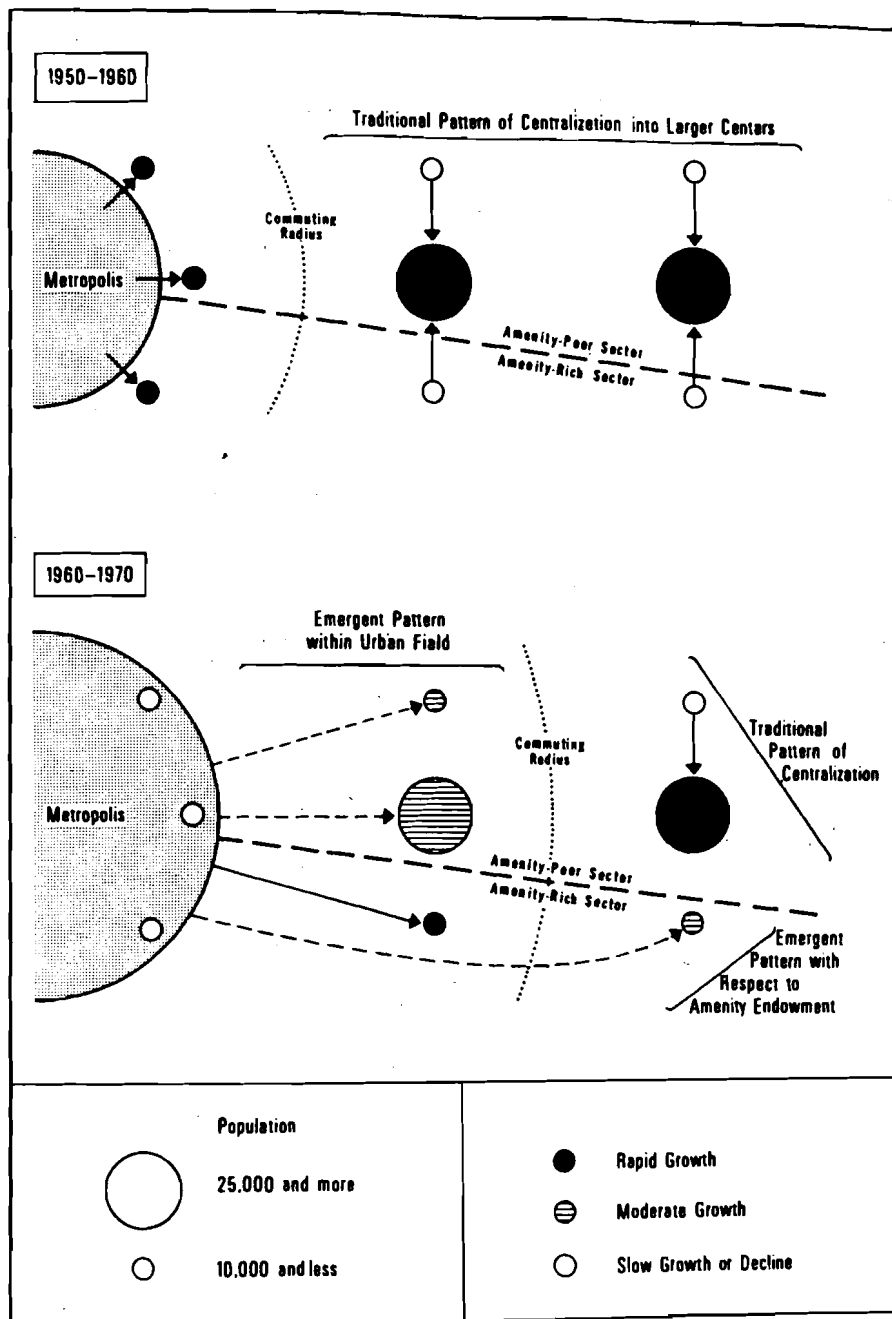 1950-1960
Traditional Pattern of Centralization into Larger Centars
Commuting
Radius
Metropolis
Amenity-Poor Sector
Amenity-Rich Sector
1960-1970
Emergent Pattern
within Urban Fiald
Commuting
Radius
Traditional
Pattern of
Centralization
Metropolis
Amenity-Poor Sector
Amenity-Rich Sector
Emergent
Pattern with
Respect to
Amenity Endowment
Population
25,000 and more
10,000 and less
Rapid Growth
Moderate Growth
Slow Growth or Decline